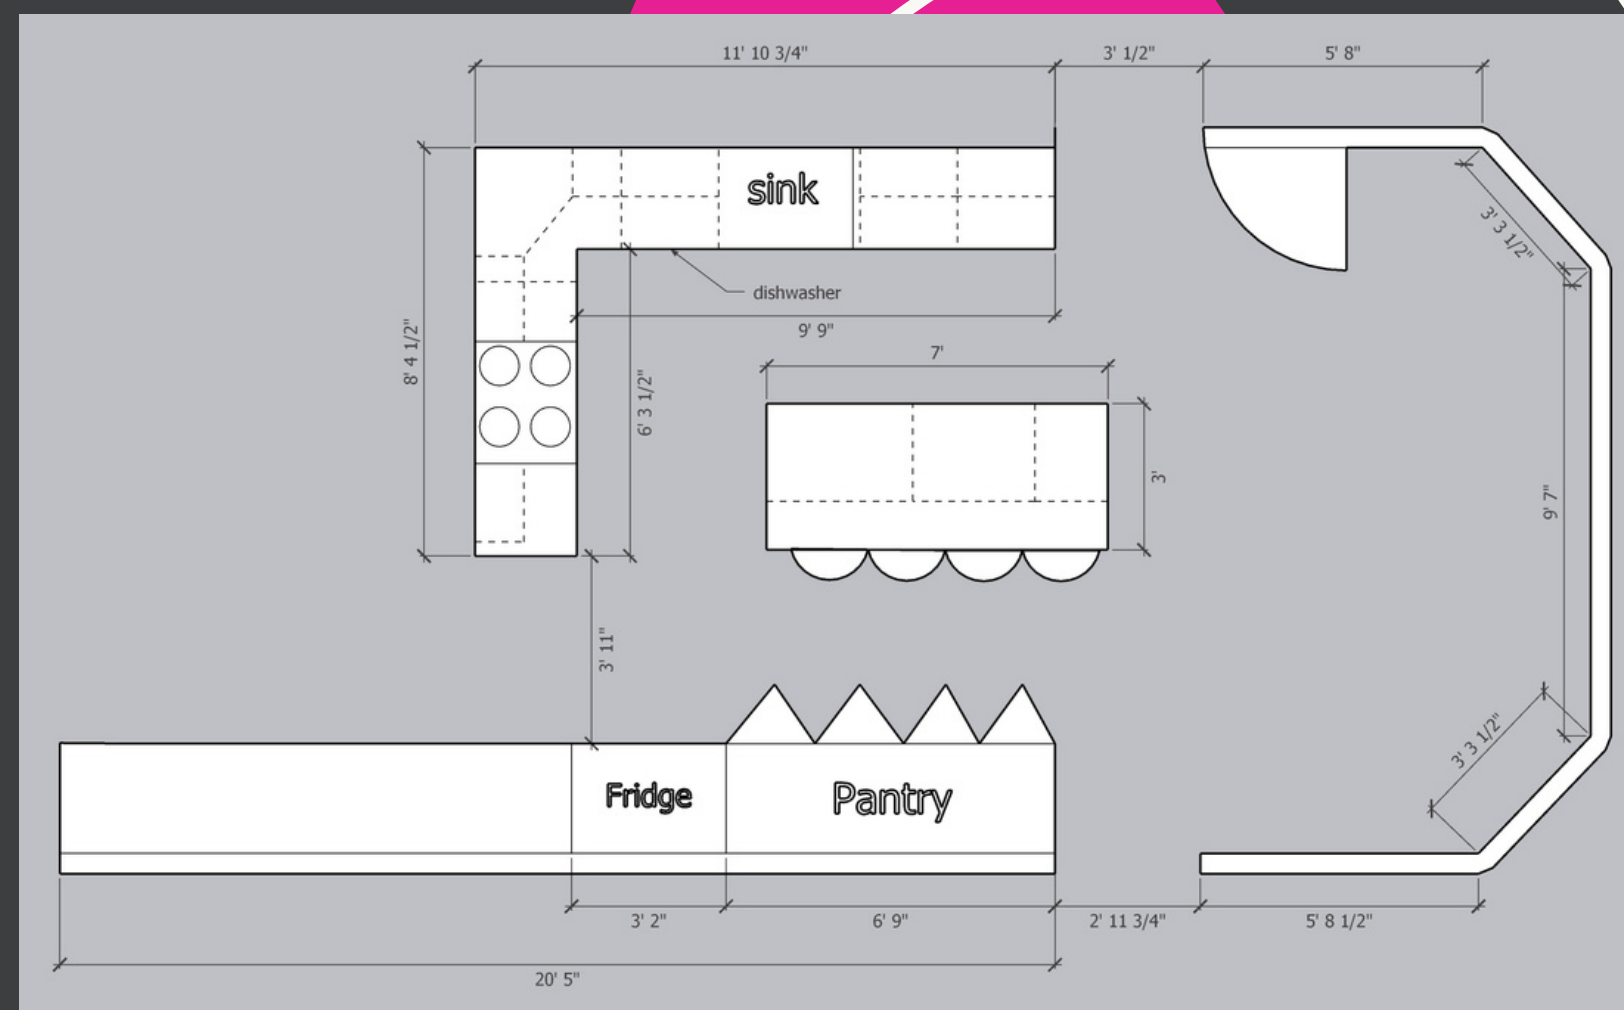 11' 10 3/4"
3' 1/2"
5' 8"
sink
3' 3 1/2"
dishwasher
9' 9"
8' 4 1/2"
6' 3 1/2"
7'
3'
9' 7"
3' 11"
3' 3 1/2"
Fridge
Pantry
3' 2"
6' 9"
2' 11 3/4"
5' 8 1/2"
20' 5"